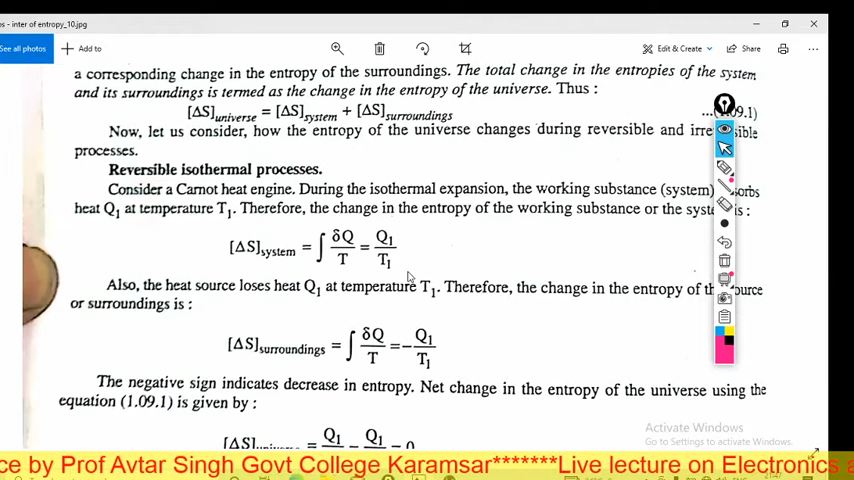 os - inter of entropy_10.jpg
See all photos
Add to
Edit & Create
Share
a corresponding change in the entropy of the surroundings. The total change in the entropies of the system
and its surroundings is termed as the change in the entropy of the universe. Thus :
[ΔS]universe = [ΔS]system + [ΔS]surroundings ...(1.09.1)
Now, let us consider, how the entropy of the universe changes during reversible and
processes.
Reversible isothermal processes.
Consider a Carnot heat engine. During the isothermal expansion, the working substance (system)
heat Q1 at temperature T1. Therefore, the change in the entropy of the working substance or the is :
[ΔS]system = ∫ δQ/T = Q1/T1
Also, the heat source loses heat Q1 at temperature T1. Therefore, the change in the entropy of
or surroundings is :
[ΔS]surroundings = ∫ δQ/T = – Q1/T1
The negative sign indicates decrease in entropy. Net change in the entropy of the universe using the
equation (1.09.1) is given by :
Q1 Q1
Activate Windows
Go to Settings to activate Windows.
ce by Prof Avtar Singh Govt College Karamsar*******Live lecture on Electronics a